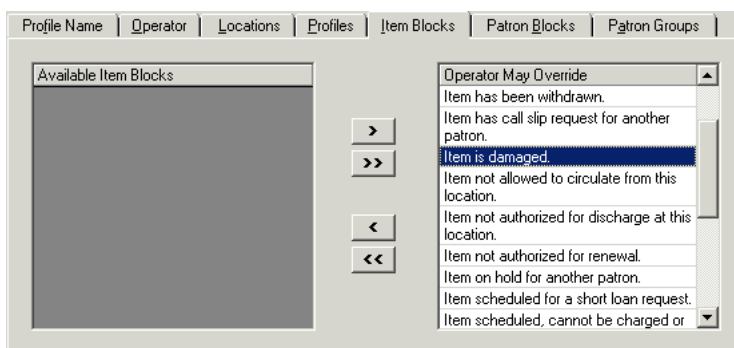 Profile Name Operator Locations Profiles Item Blocks Patron Blocks Patron Groups
Available Item Blocks
Operator May Override
Item has been withdrawn.
Item has call slip request for another
patron.
>
Item is damaged.
>>
Item not allowed to circulate from this
location.
Item not authorized for discharge at this
location.
<
Item not authorized for renewal.
<<
Item on hold for another patron.
Item scheduled for a short loan request.
Item scheduled, cannot be charged or